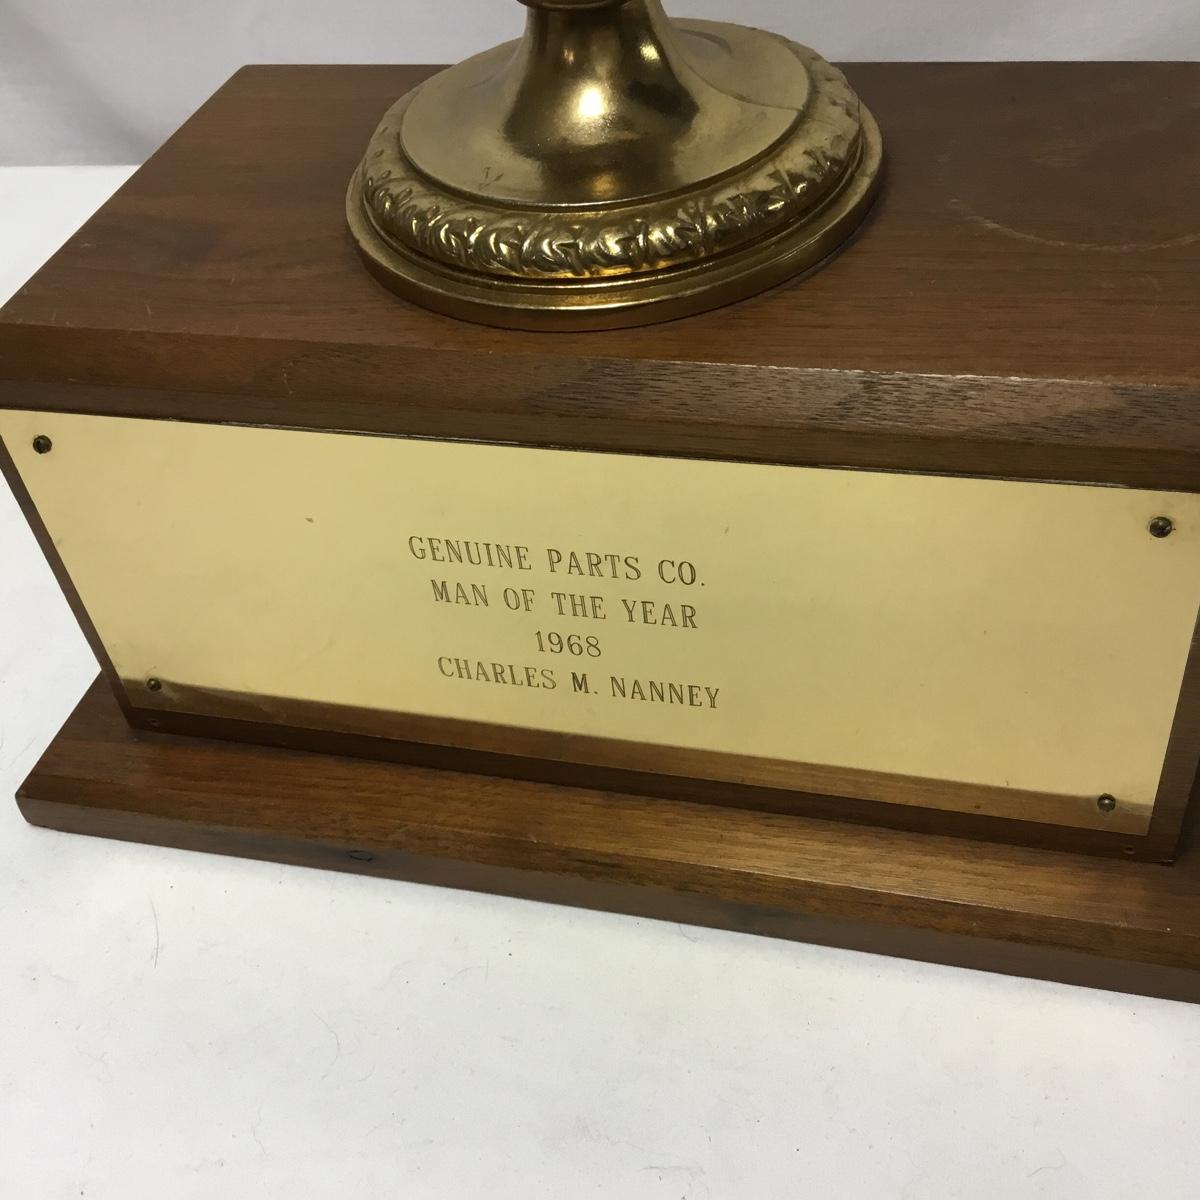 GENUINE PARTS CO.
MAN OF THE YEAR
1968
CHARLES M. NANNEY